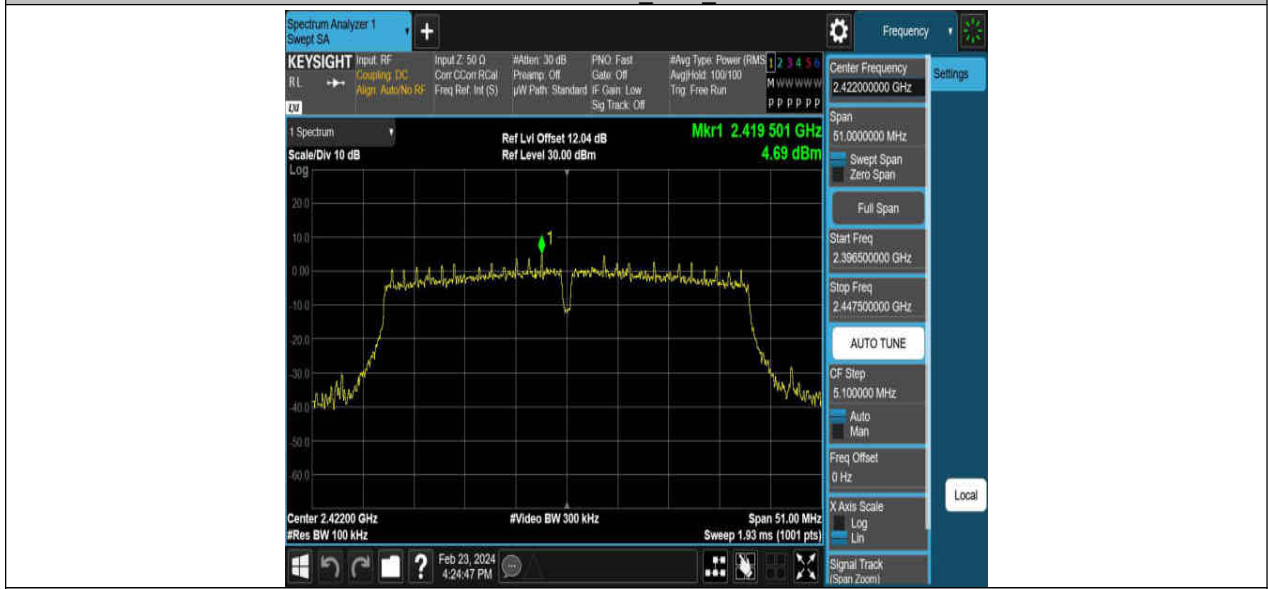 Spectrum Analyzer 1
Swept SA
+
Frequency
KEYSIGHT
RL
LXI
Input: RF
Coupling: DC
Align: Auto/No RF
Input Z: 50 Ω
Corr CCorr RCal
Freq Ref: Int (S)
#Atten: 30 dB
Preamp: Off
µW Path: Standard
PNO: Fast
Gate: Off
IF Gain: Low
Sig Track: Off
#Avg Type: Power (RMS
Avg|Hold: 100/100
Trig: Free Run
1 2 3 4 5 6
M W W W W W
P P P P P P
1 Spectrum
Scale/Div 10 dB
Log
Ref Lvl Offset 12.04 dB
Ref Level 30.00 dBm
Mkr1 2.419 501 GHz
4.69 dBm
1
20.0
10.0
0.00
-10.0
-20.0
-30.0
-40.0
-50.0
-60.0
Center 2.42200 GHz
#Res BW 100 kHz
#Video BW 300 kHz
Span 51.00 MHz
Sweep 1.93 ms (1001 pts)
?
Feb 23, 2024
4:24:47 PM
Center Frequency
2.422000000 GHz
Span
51.0000000 MHz
Swept Span
Zero Span
Full Span
Start Freq
2.396500000 GHz
Stop Freq
2.447500000 GHz
AUTO TUNE
CF Step
5.100000 MHz
Auto
Man
Freq Offset
0 Hz
X Axis Scale
Log
Lin
Signal Track
(Span Zoom)
Settings
Local